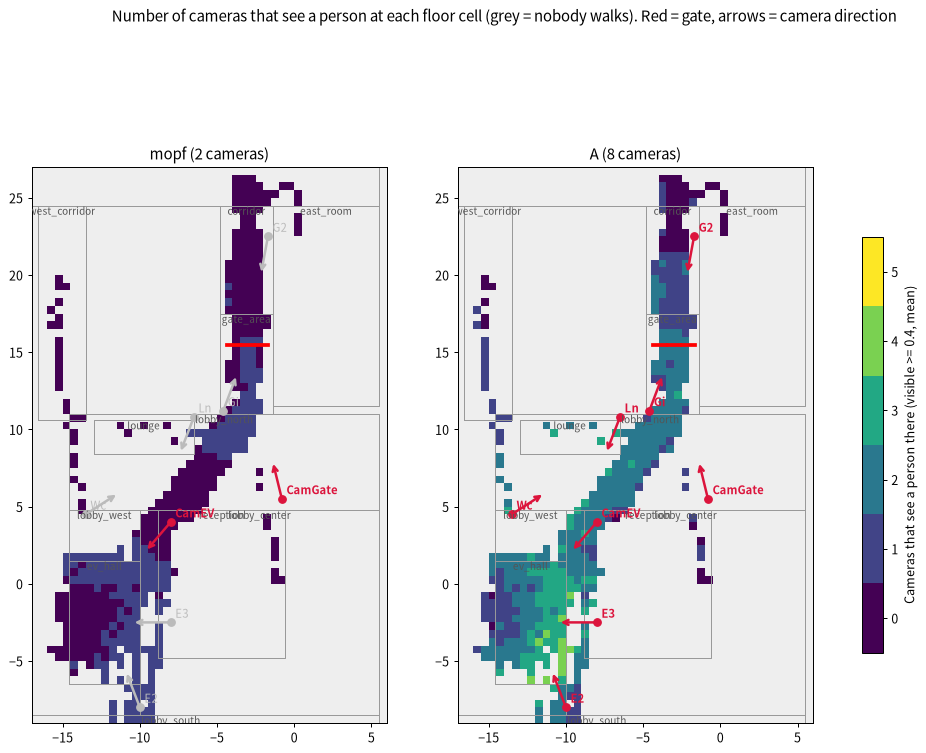 Number of cameras that see a person at each floor cell (grey = nobody walks). Red = gate, arrows = camera direction
mopf (2 cameras)
25
20
15
10
5
0
−5
−15
−10
−5
0
5
west_corridor
corridor
east_room
G2
gate_area
Ln
Gi
lobby_north
lounge
CamGate
Wc
lobby_west
CamEV
reception
lobby_center
ev_hall
E3
E2
lobby_south
A (8 cameras)
25
20
15
10
5
0
−5
−15
−10
−5
0
5
west_corridor
corridor
east_room
G2
gate_area
Ln
Gi
lobby_north
lounge
CamGate
Wc
lobby_west
CamEV
reception
lobby_center
ev_hall
E3
E2
lobby_south
5
4
3
2
1
0
Cameras that see a person there (visible >= 0.4, mean)